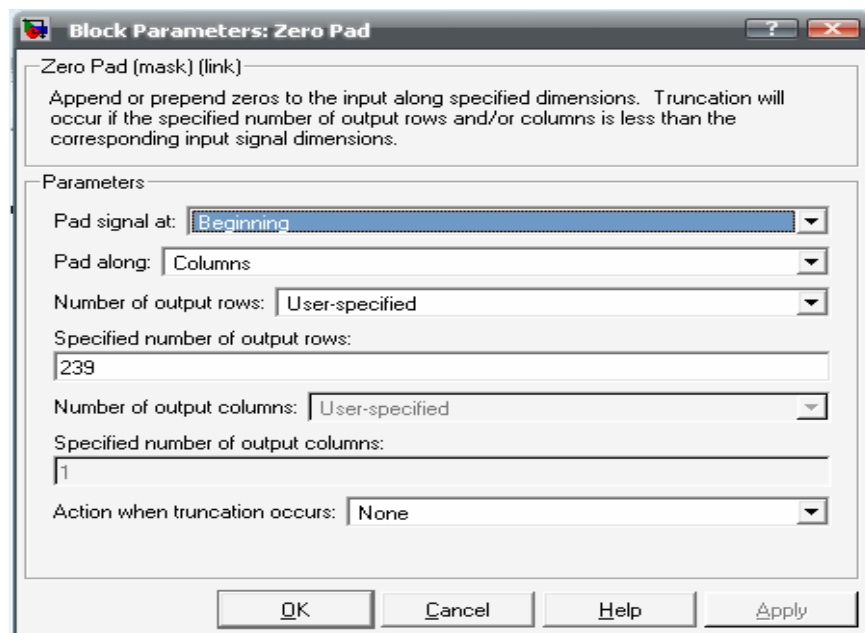 Block Parameters: Zero Pad
?
Zero Pad (mask) (link)
Append or prepend zeros to the input along specified dimensions. Truncation will
occur if the specified number of output rows and/or columns is less than the
corresponding input signal dimensions.
Parameters
Pad signal at: Beginning
Pad along: Columns
Number of output rows: User-specified
Specified number of output rows:
239
Number of output columns: User-specified
Specified number of output columns:
1
Action when truncation occurs: None
OK Cancel Help Apply